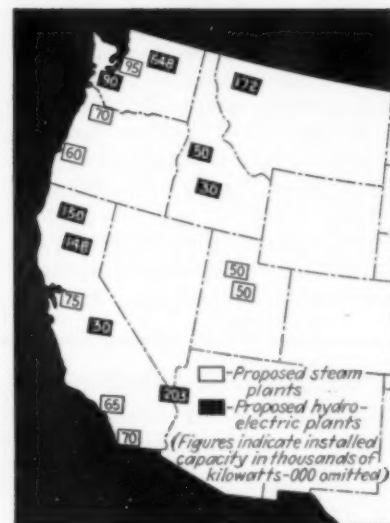 95
648
90
172
70
50
60
30
150
148
50
50
75
30
203
65
70
-Proposed steam
plants
-Proposed hydro-
electric plants
(Figures indicate installed
capacity in thousands of
kilowatts-000 omitted)